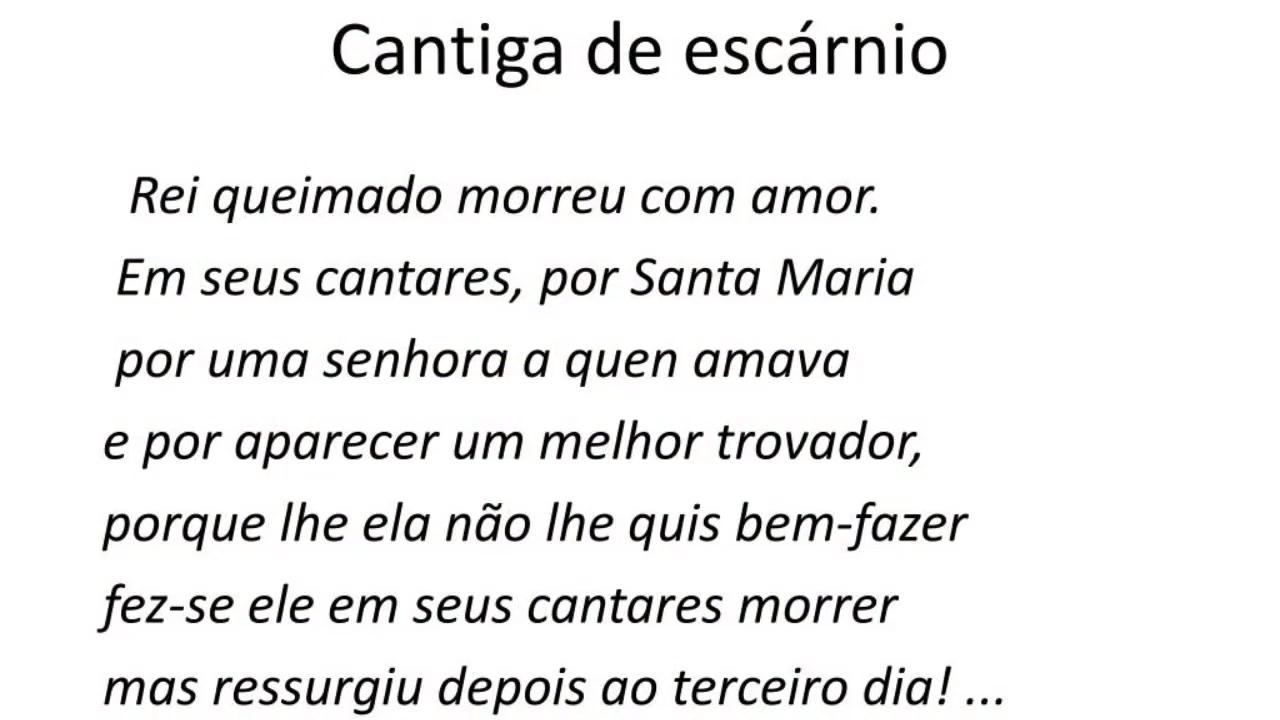 Cantiga de escárnio
Rei queimado morreu com amor.
Em seus cantares, por Santa Maria
por uma senhora a quen amava
e por aparecer um melhor trovador,
porque lhe ela não lhe quis bem-fazer
fez-se ele em seus cantares morrer
mas ressurgiu depois ao terceiro dia! ...